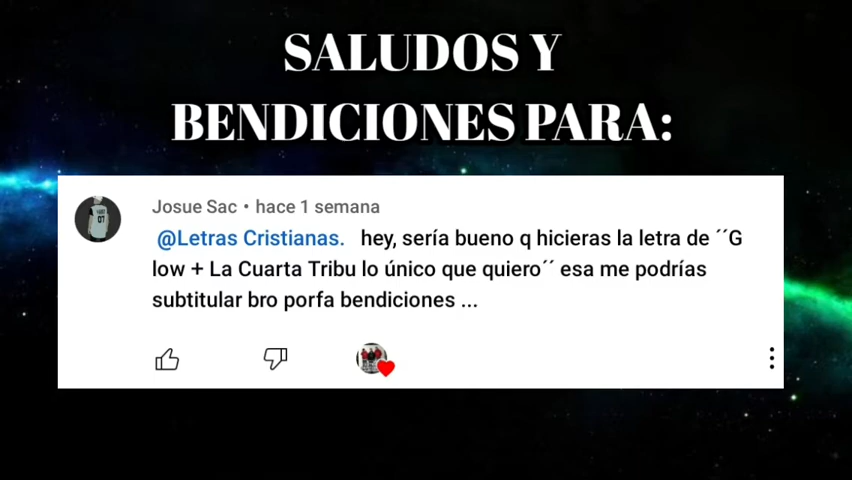 SALUDOS Y
BENDICIONES PARA:
Josue Sac • hace 1 semana
@Letras Cristianas. hey, sería bueno q hicieras la letra de ´´G
low + La Cuarta Tribu lo único que quiero´´ esa me podrías
subtitular bro porfa bendiciones ...